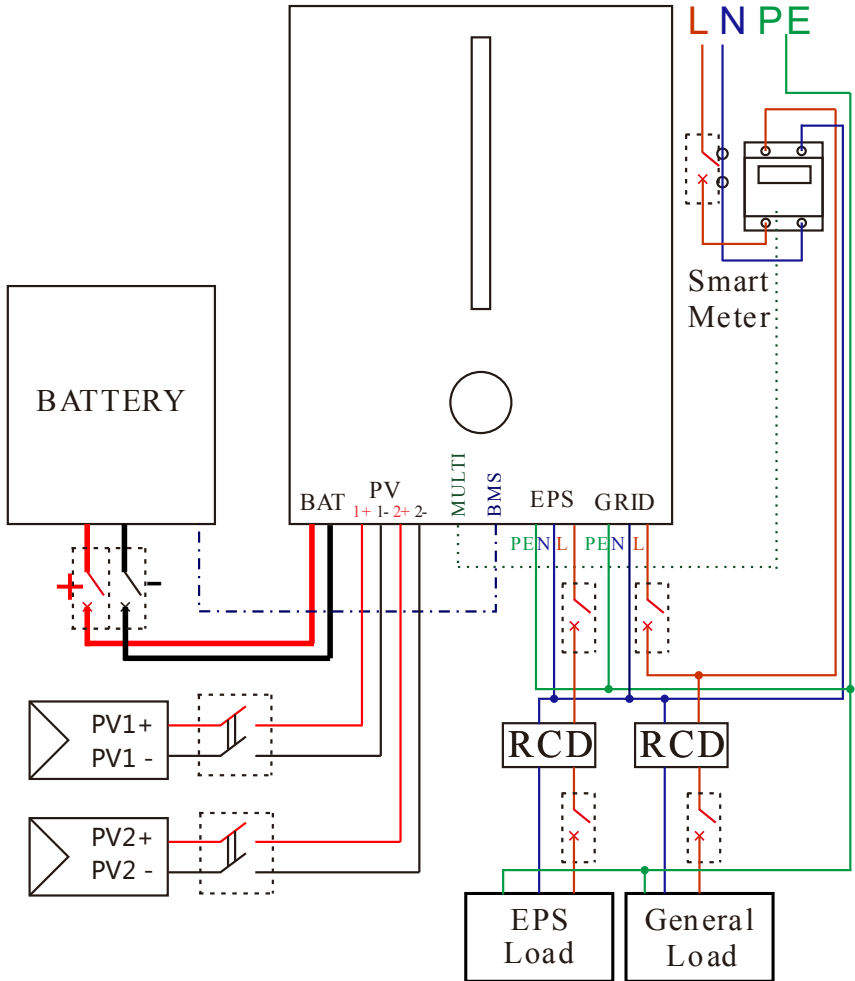 L N PE
Smart
Meter
BATTERY
BAT
PV
1+ 1- 2+ 2-
MULTI
BMS
EPS
GRID
PE N L
PE N L
+
-
PV1+
PV1 -
PV2+
PV2 -
RCD
RCD
EPS
Load
General
Load